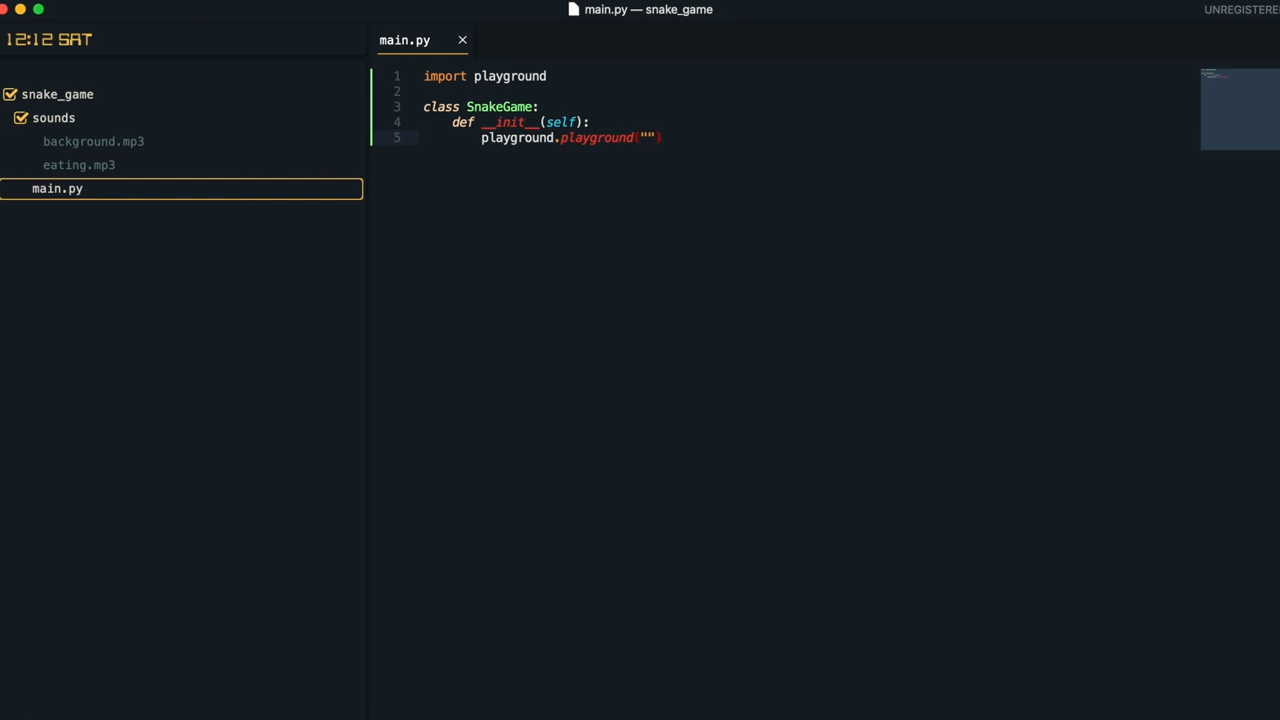 main.py — snake_game
UNREGISTERE
12:12 SAT
main.py
snake_game
sounds
background.mp3
eating.mp3
main.py
1 import playground
2
3 class SnakeGame:
4 def __init__(self):
5 playground.playground("")